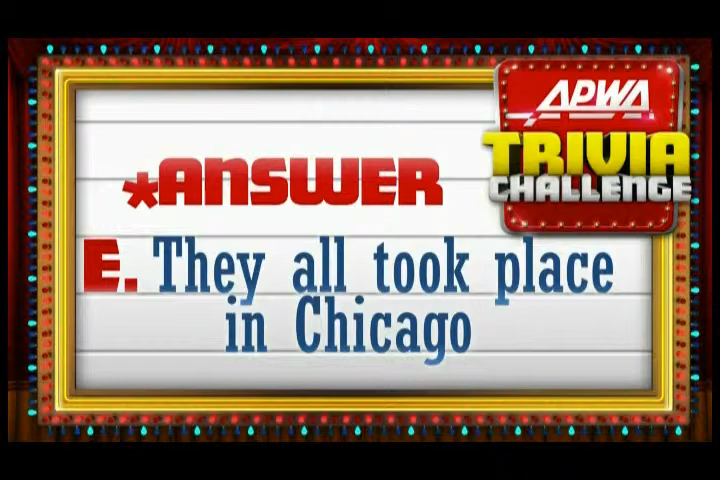 APWA
TRIVIA
CHALLENGE
*ANSWER
E. They all took place
in Chicago